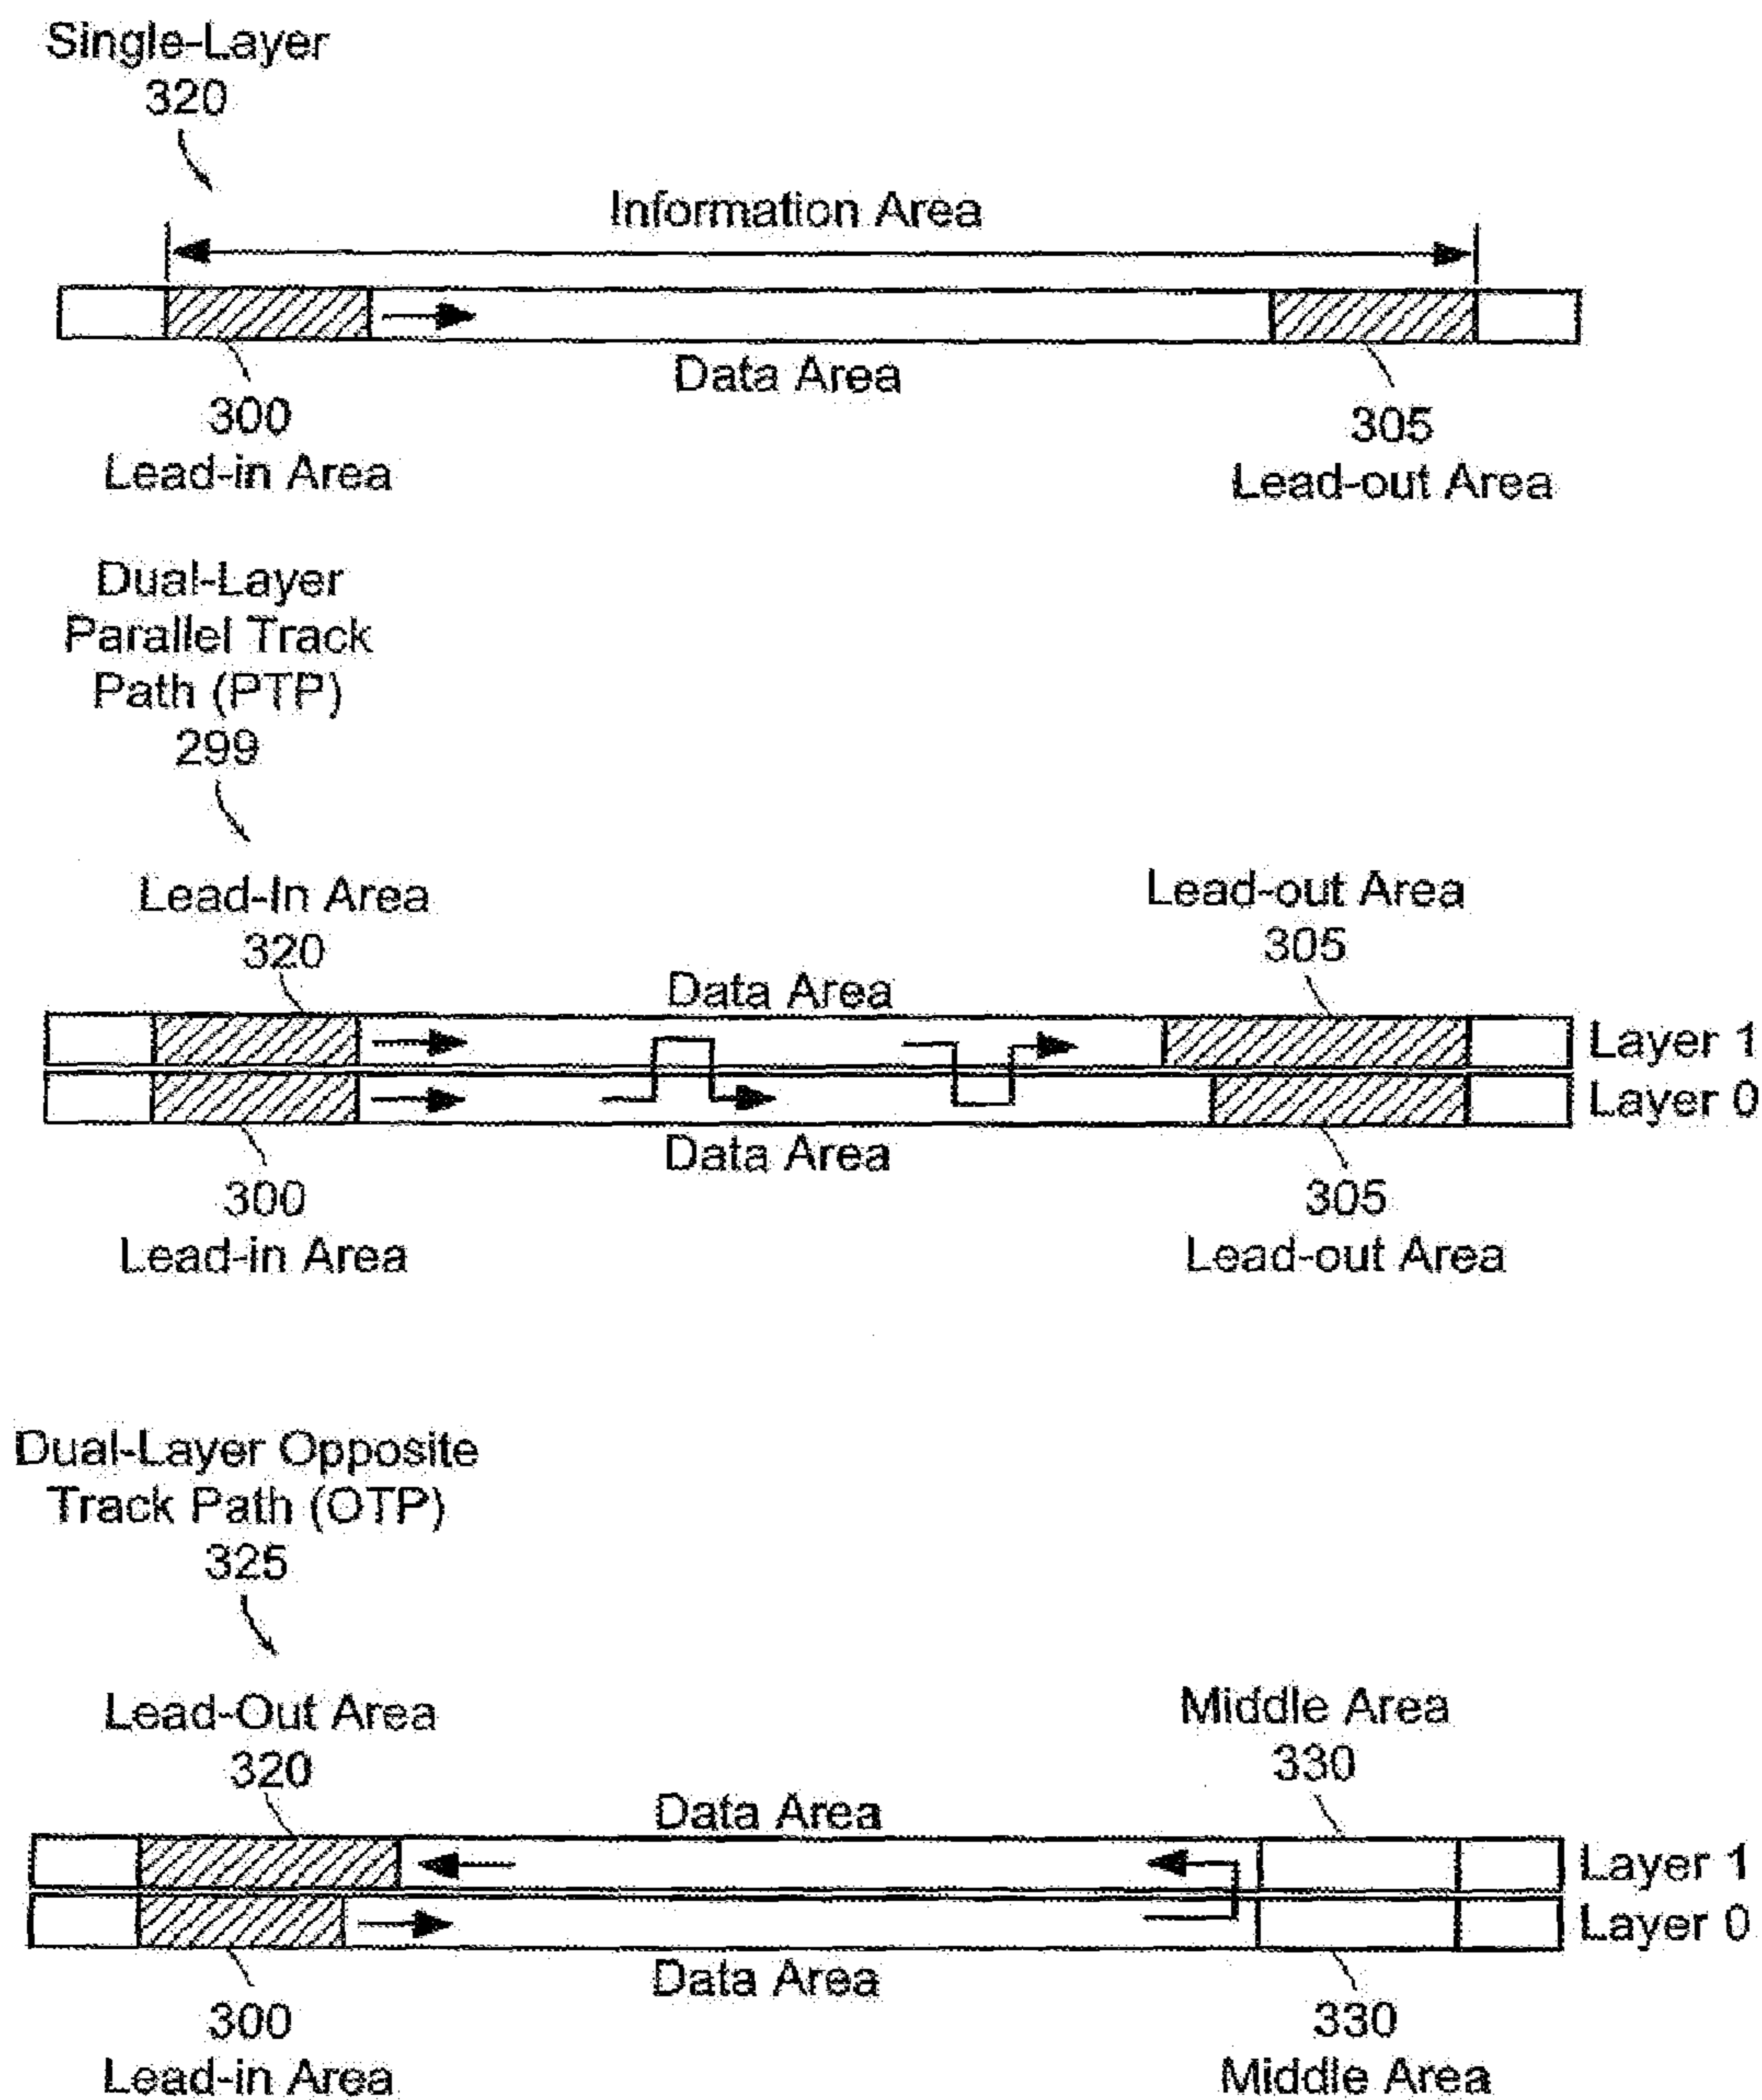 Single-Layer
320
Information Area
Data Area
300
Lead-in Area
305
Lead-out Area
Dual-Layer
Parallel Track
Path (PTP)
299
Lead-In Area
320
Data Area
Lead-out Area
305
Layer 1
Layer 0
Data Area
300
Lead-in Area
305
Lead-out Area
Dual-Layer Opposite
Track Path (OTP)
325
Lead-Out Area
320
Data Area
Middle Area
330
Layer 1
Layer 0
Data Area
300
Lead-in Area
330
Middle Area